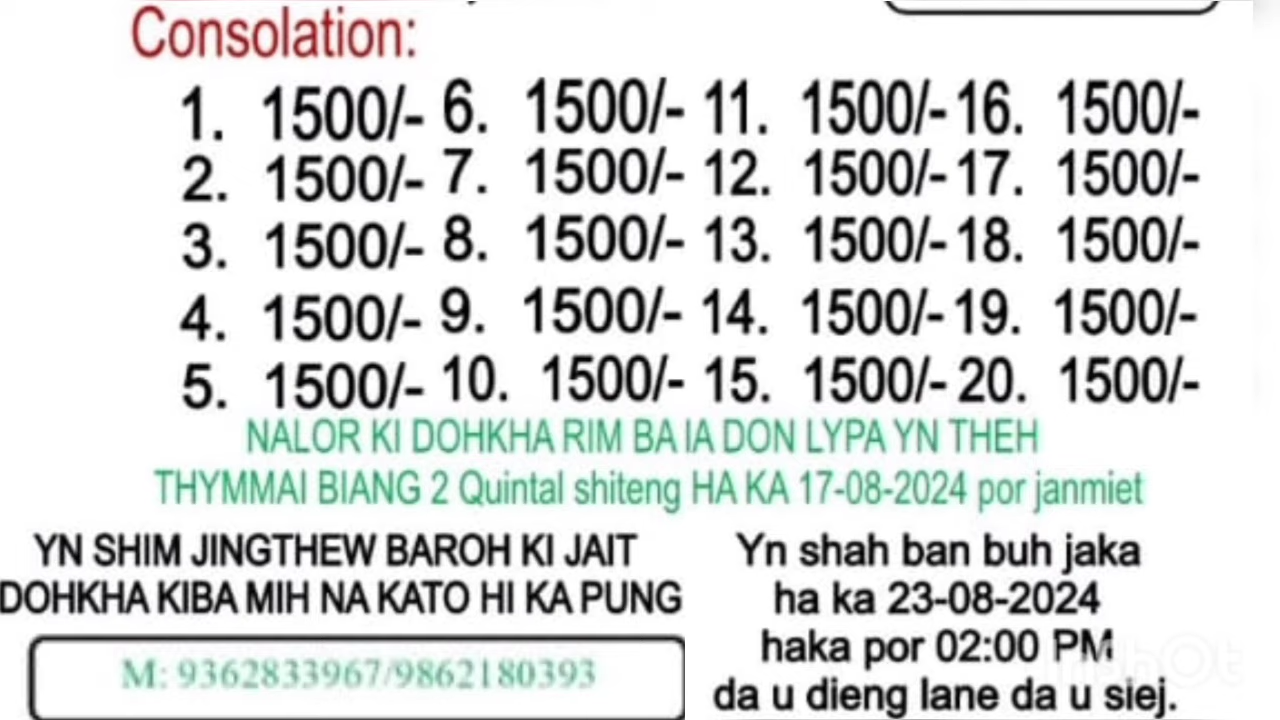 Consolation:
1. 1500/- 6. 1500/- 11. 1500/- 16. 1500/-
2. 1500/- 7. 1500/- 12. 1500/- 17. 1500/-
3. 1500/- 8. 1500/- 13. 1500/- 18. 1500/-
4. 1500/- 9. 1500/- 14. 1500/- 19. 1500/-
5. 1500/- 10. 1500/- 15. 1500/- 20. 1500/-
NALOR KI DOHKHA RIM BA IA DON LYPA YN THEH
THYMMAI BIANG 2 Quintal shiteng HA KA 17-08-2024 por janmiet
YN SHIM JINGTHEW BAROH KI JAIT
DOHKHA KIBA MIH NA KATO HI KA PUNG
M: 9362833967/9862180393
Yn shah ban buh jaka
ha ka 23-08-2024
haka por 02:00 PM
da u dieng lane da u siej.